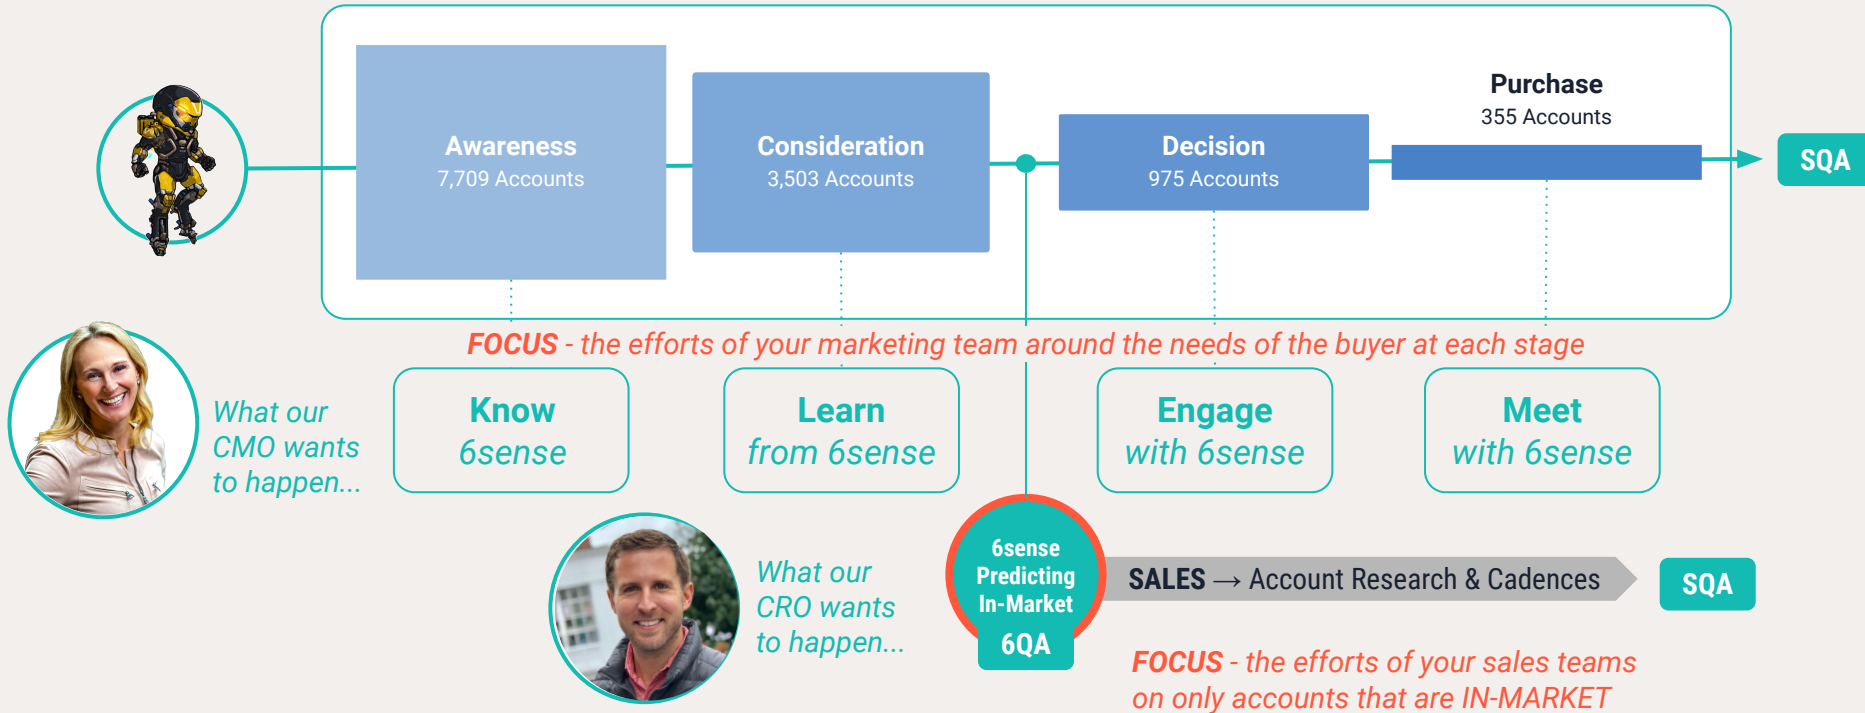 Awareness
7,709 Accounts
Consideration
3,503 Accounts
Decision
975 Accounts
Purchase
355 Accounts
SQA
FOCUS - the efforts of your marketing team around the needs of the buyer at each stage
What our
CMO wants
to happen...
Know
6sense
Learn
from 6sense
Engage
with 6sense
Meet
with 6sense
What our
CRO wants
to happen...
6sense
Predicting
In-Market
6QA
SALES → Account Research & Cadences
SQA
FOCUS - the efforts of your sales teams
on only accounts that are IN-MARKET